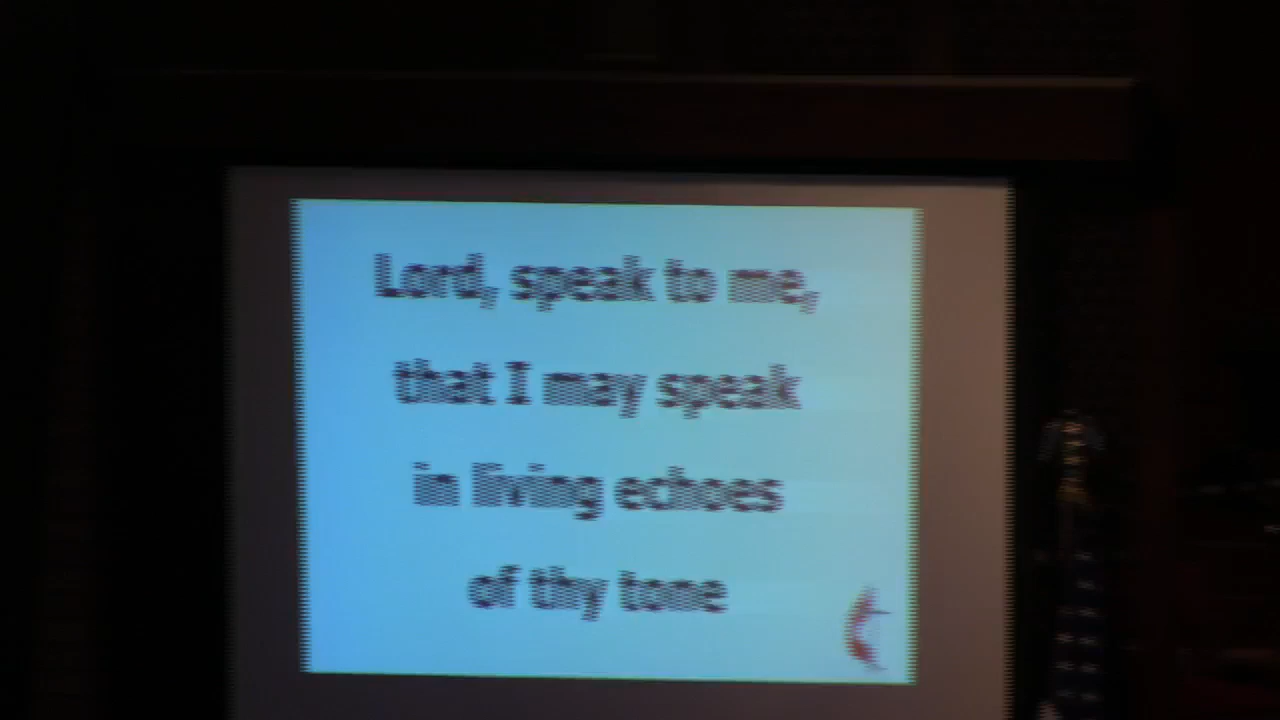 Lord, speak to me,
that I may speak
in living echoes
of thy tone